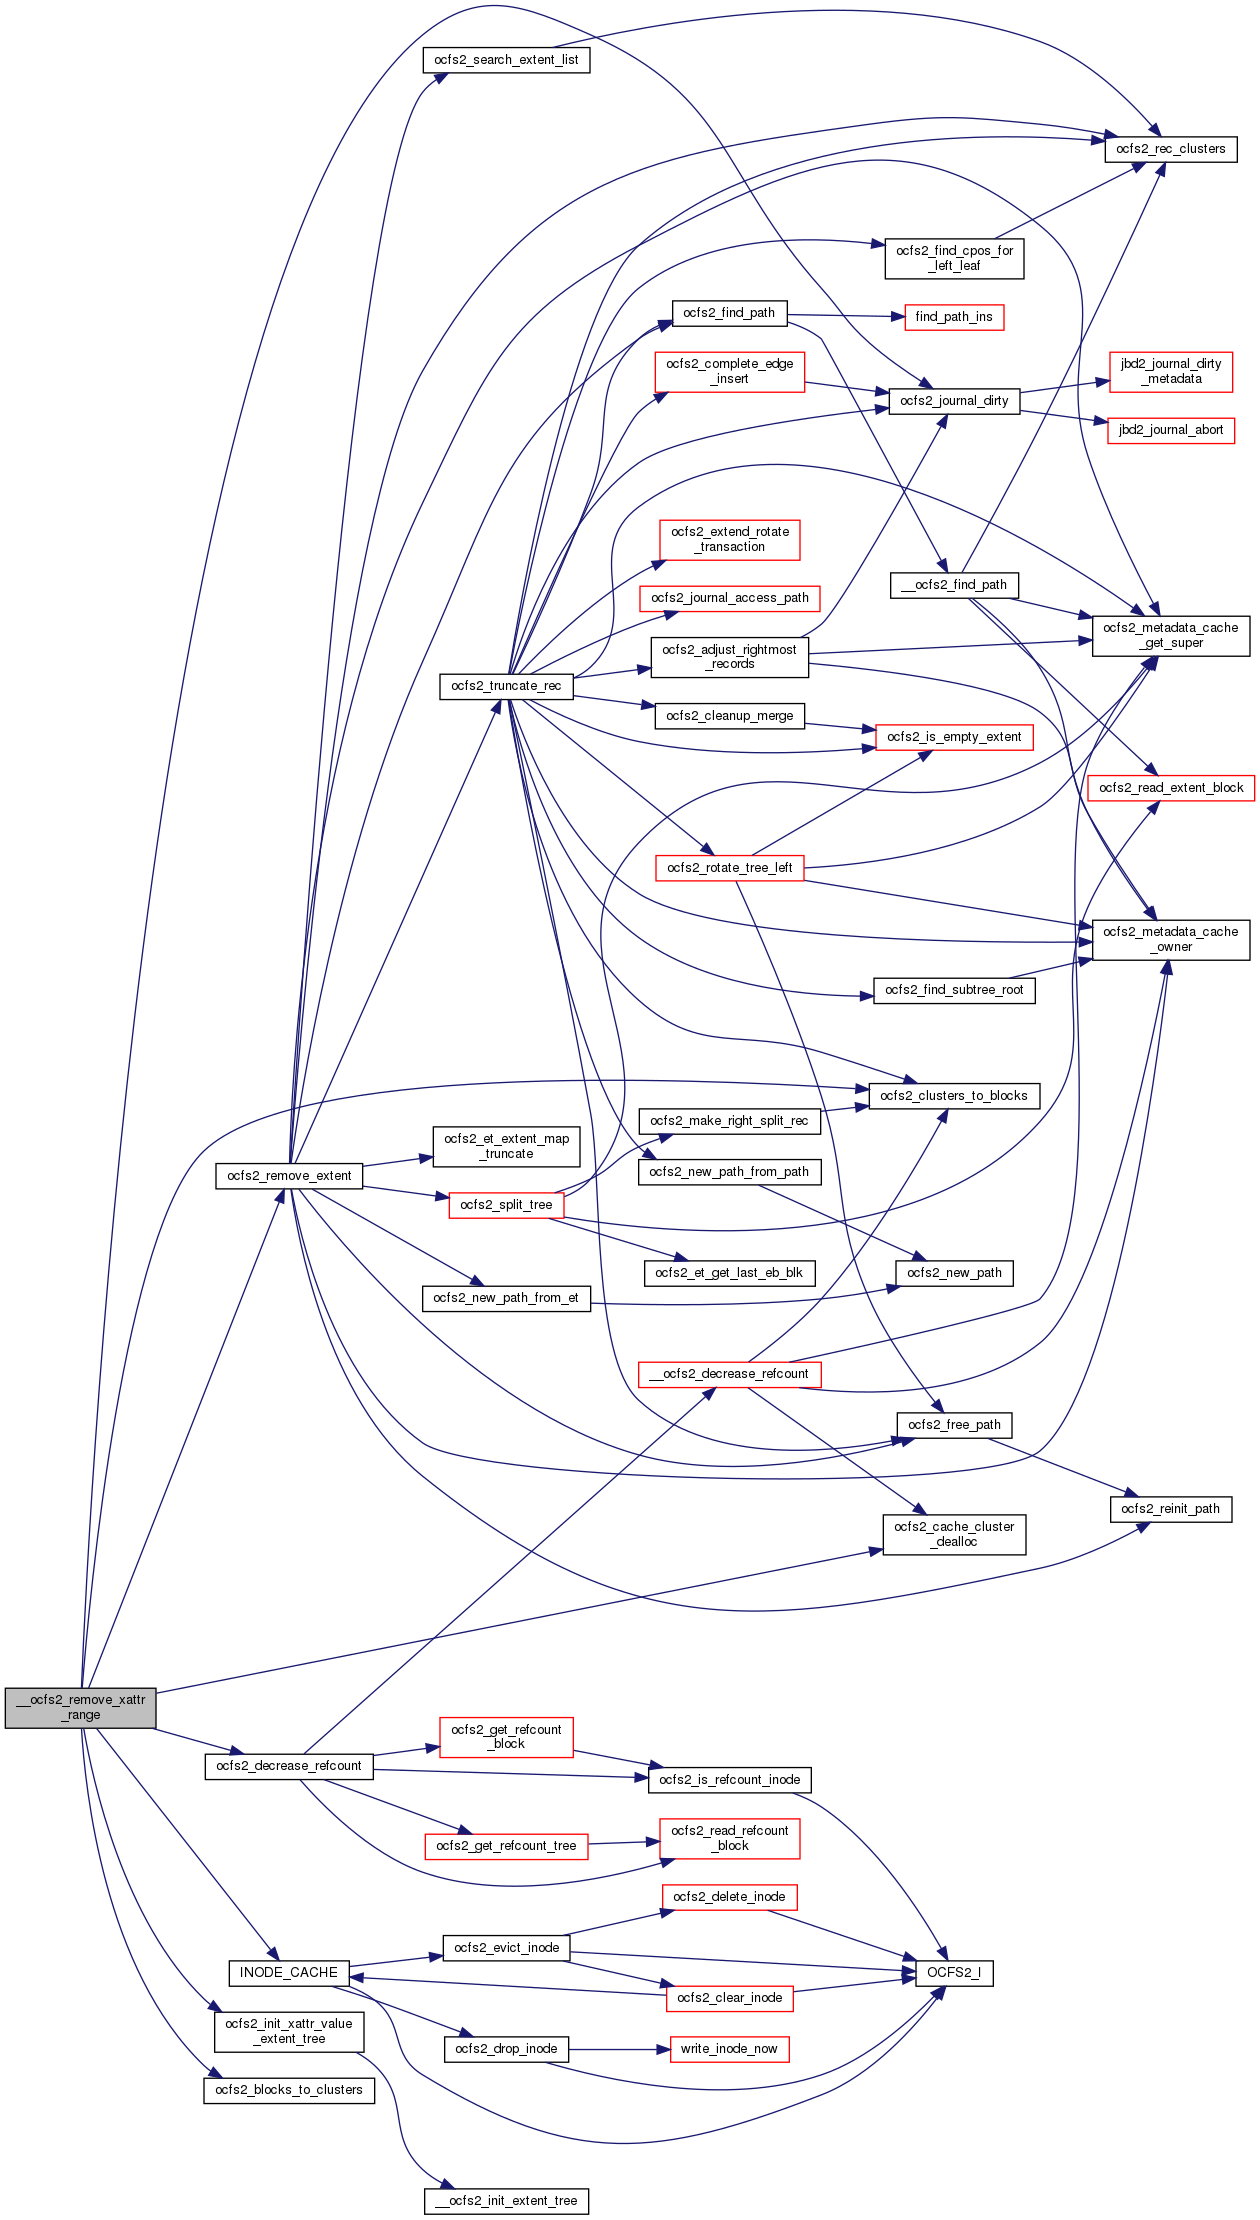 ocfs2_search_extent_list
ocfs2_rec_clusters
ocfs2_find_cpos_for
_left_leaf
ocfs2_find_path
find_path_ins
ocfs2_complete_edge
_insert
jbd2_journal_dirty
_metadata
ocfs2_journal_dirty
jbd2_journal_abort
ocfs2_extend_rotate
_transaction
__ocfs2_find_path
ocfs2_journal_access_path
ocfs2_metadata_cache
_get_super
ocfs2_adjust_rightmost
_records
ocfs2_truncate_rec
ocfs2_cleanup_merge
ocfs2_is_empty_extent
ocfs2_read_extent_block
ocfs2_rotate_tree_left
ocfs2_metadata_cache
_owner
ocfs2_find_subtree_root
ocfs2_clusters_to_blocks
ocfs2_make_right_split_rec
ocfs2_et_extent_map
_truncate
ocfs2_remove_extent
ocfs2_new_path_from_path
ocfs2_split_tree
ocfs2_et_get_last_eb_blk
ocfs2_new_path
ocfs2_new_path_from_et
__ocfs2_decrease_refcount
ocfs2_free_path
ocfs2_reinit_path
ocfs2_cache_cluster
_dealloc
__ocfs2_remove_xattr
_range
ocfs2_get_refcount
_block
ocfs2_decrease_refcount
ocfs2_is_refcount_inode
ocfs2_get_refcount_tree
ocfs2_read_refcount
_block
ocfs2_delete_inode
ocfs2_evict_inode
INODE_CACHE
OCFS2_I
ocfs2_clear_inode
ocfs2_init_xattr_value
_extent_tree
ocfs2_drop_inode
write_inode_now
ocfs2_blocks_to_clusters
__ocfs2_init_extent_tree